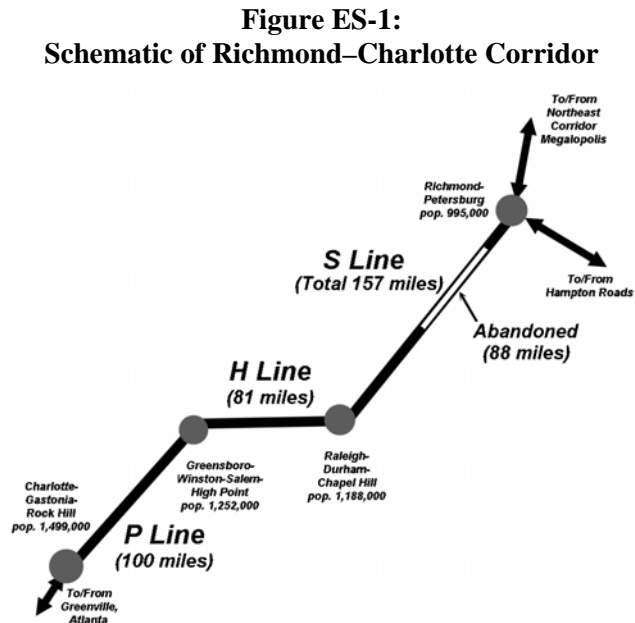 Figure ES-1:
Schematic of Richmond–Charlotte Corridor
To/From
Northeast
Corridor
Megalopolis
Richmond-
Petersburg
pop. 995,000
S Line
(Total 157 miles)
To/From
Hampton Roads
Abandoned
(88 miles)
H Line
(81 miles)
Raleigh-
Durham-
Chapel Hill
pop. 1,188,000
Greensboro-
Winston-Salem-
High Point
pop. 1,252,000
Charlotte-
Gastonia-
Rock Hill
pop. 1,499,000
P Line
(100 miles)
To/From
Greenville,
Atlanta